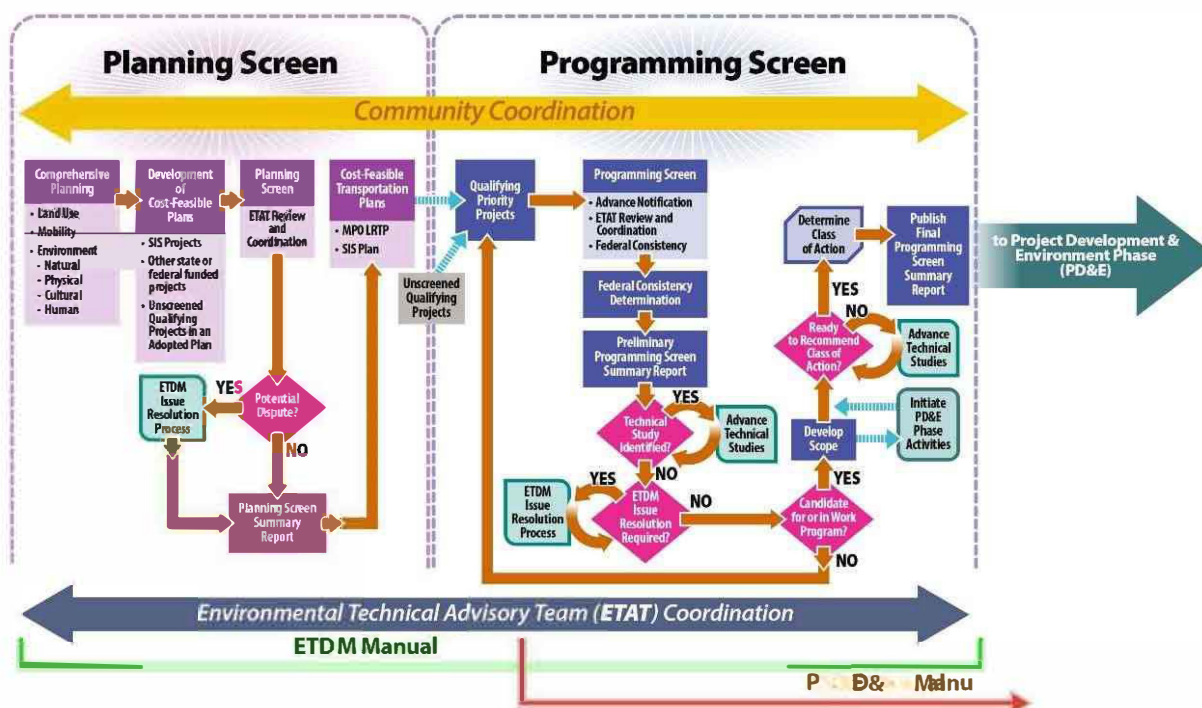 Planning Screen
Programming Screen
Community Coordination
Comprehensive
Planning
• Land Use
• Mobility
• Environment
- Natural
- Physical
- Cultural
- Human
Development
of
Cost-Feasible
Plans
• SIS Projects
• Other state or
federal funded
projects
• Unscreened
Qualifying
Projects in an
Adopted Plan
Planning
Screen
ETAT Review
and
Coordination
Cost-Feasible
Transportation
Plans
• MPO LRTP
• SIS Plan
Unscreened
Qualifying
Projects
Potential
Dispute?
YES
NO
ETDM
Issue
Resolution
Process
Planning Screen
Summary
Report
Qualifying
Priority
Projects
Programming Screen
• Advance Notification
• ETAT Review and
Coordination
• Federal Consistency
Federal Consistency
Determination
Preliminary
Programming Screen
Summary Report
Technical
Study
Identified?
YES
NO
Advance
Technical
Studies
ETDM
Issue
Resolution
Required?
YES
NO
ETDM
Issue
Resolution
Process
Candidate
for or in Work
Program?
YES
NO
Develop
Scope
Initiate
PD&E
Phase
Activities
Ready
to Recommend
Class of
Action?
YES
NO
Advance
Technical
Studies
Determine
Class
of Action
Publish
Final
Programming
Screen
Summary
Report
to Project Development &
Environment Phase
(PD&E)
Environmental Technical Advisory Team (ETAT) Coordination
ETDM Manual